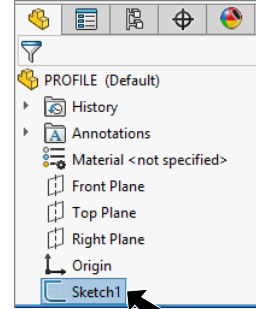 PROFILE (Default)
History
Annotations
Material <not specified>
Front Plane
Top Plane
Right Plane
Origin
Sketch1